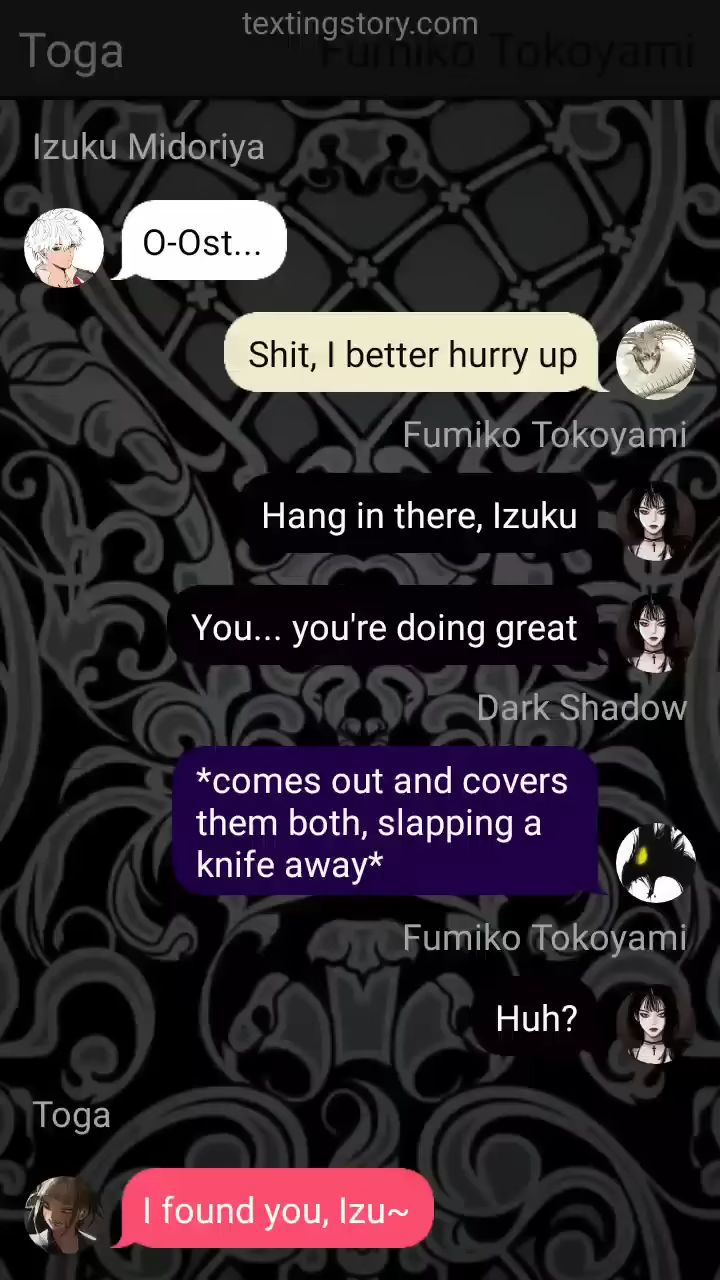 textingstory.com
Toga
Fumiko Tokoyami
Izuku Midoriya
O-Ost...
Shit, I better hurry up
Fumiko Tokoyami
Hang in there, Izuku
You... you're doing great
Dark Shadow
*comes out and covers
them both, slapping a
knife away*
Fumiko Tokoyami
Huh?
Toga
I found you, Izu~